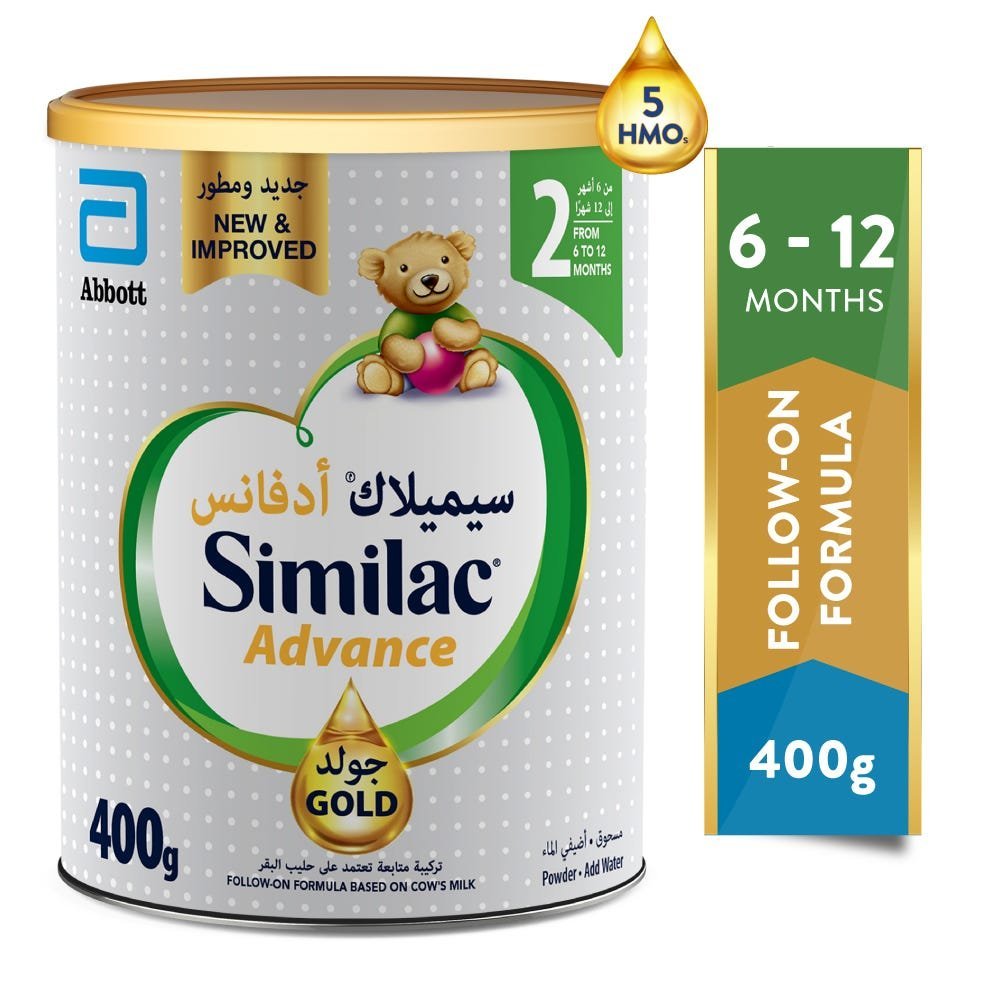 5
HMOs
Abbott
جديد ومطور
NEW &
IMPROVED
2
من 6 أشهر
إلى 12 شهرًا
FROM
6 TO 12
MONTHS
سيميلاك® أدفانس
Similac®
Advance
جولد
GOLD
400g
تركيبة متابعة تعتمد على حليب البقر
FOLLOW-ON FORMULA BASED ON COW'S MILK
مسحوق • أضيفي الماء
Powder • Add Water
6 - 12
MONTHS
FOLLOW-ON
FORMULA
400g